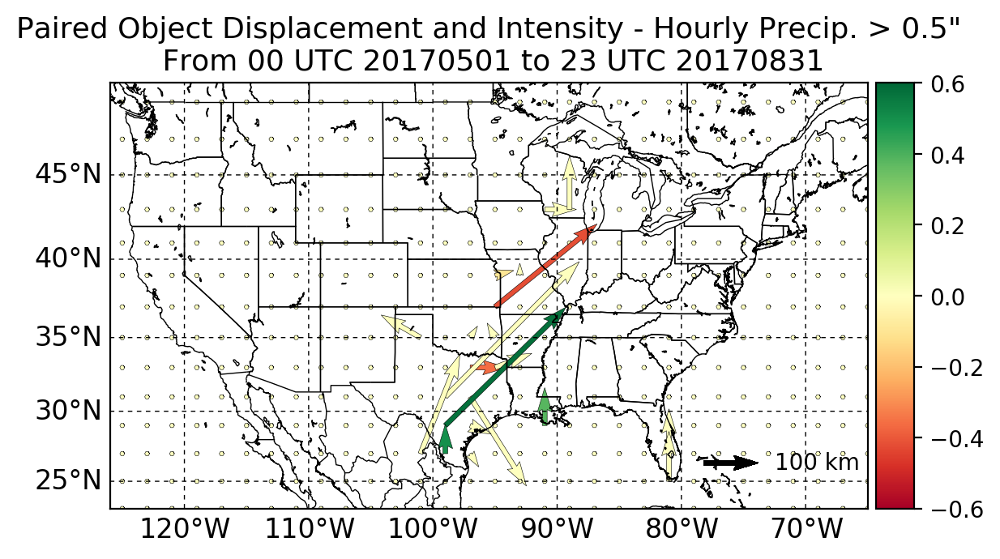 Paired Object Displacement and Intensity - Hourly Precip. > 0.5"
From 00 UTC 20170501 to 23 UTC 20170831
0.6
0.4
0.2
0.0
−0.2
−0.4
−0.6
45°N
40°N
35°N
30°N
25°N
100 km
120°W 110°W 100°W 90°W 80°W 70°W